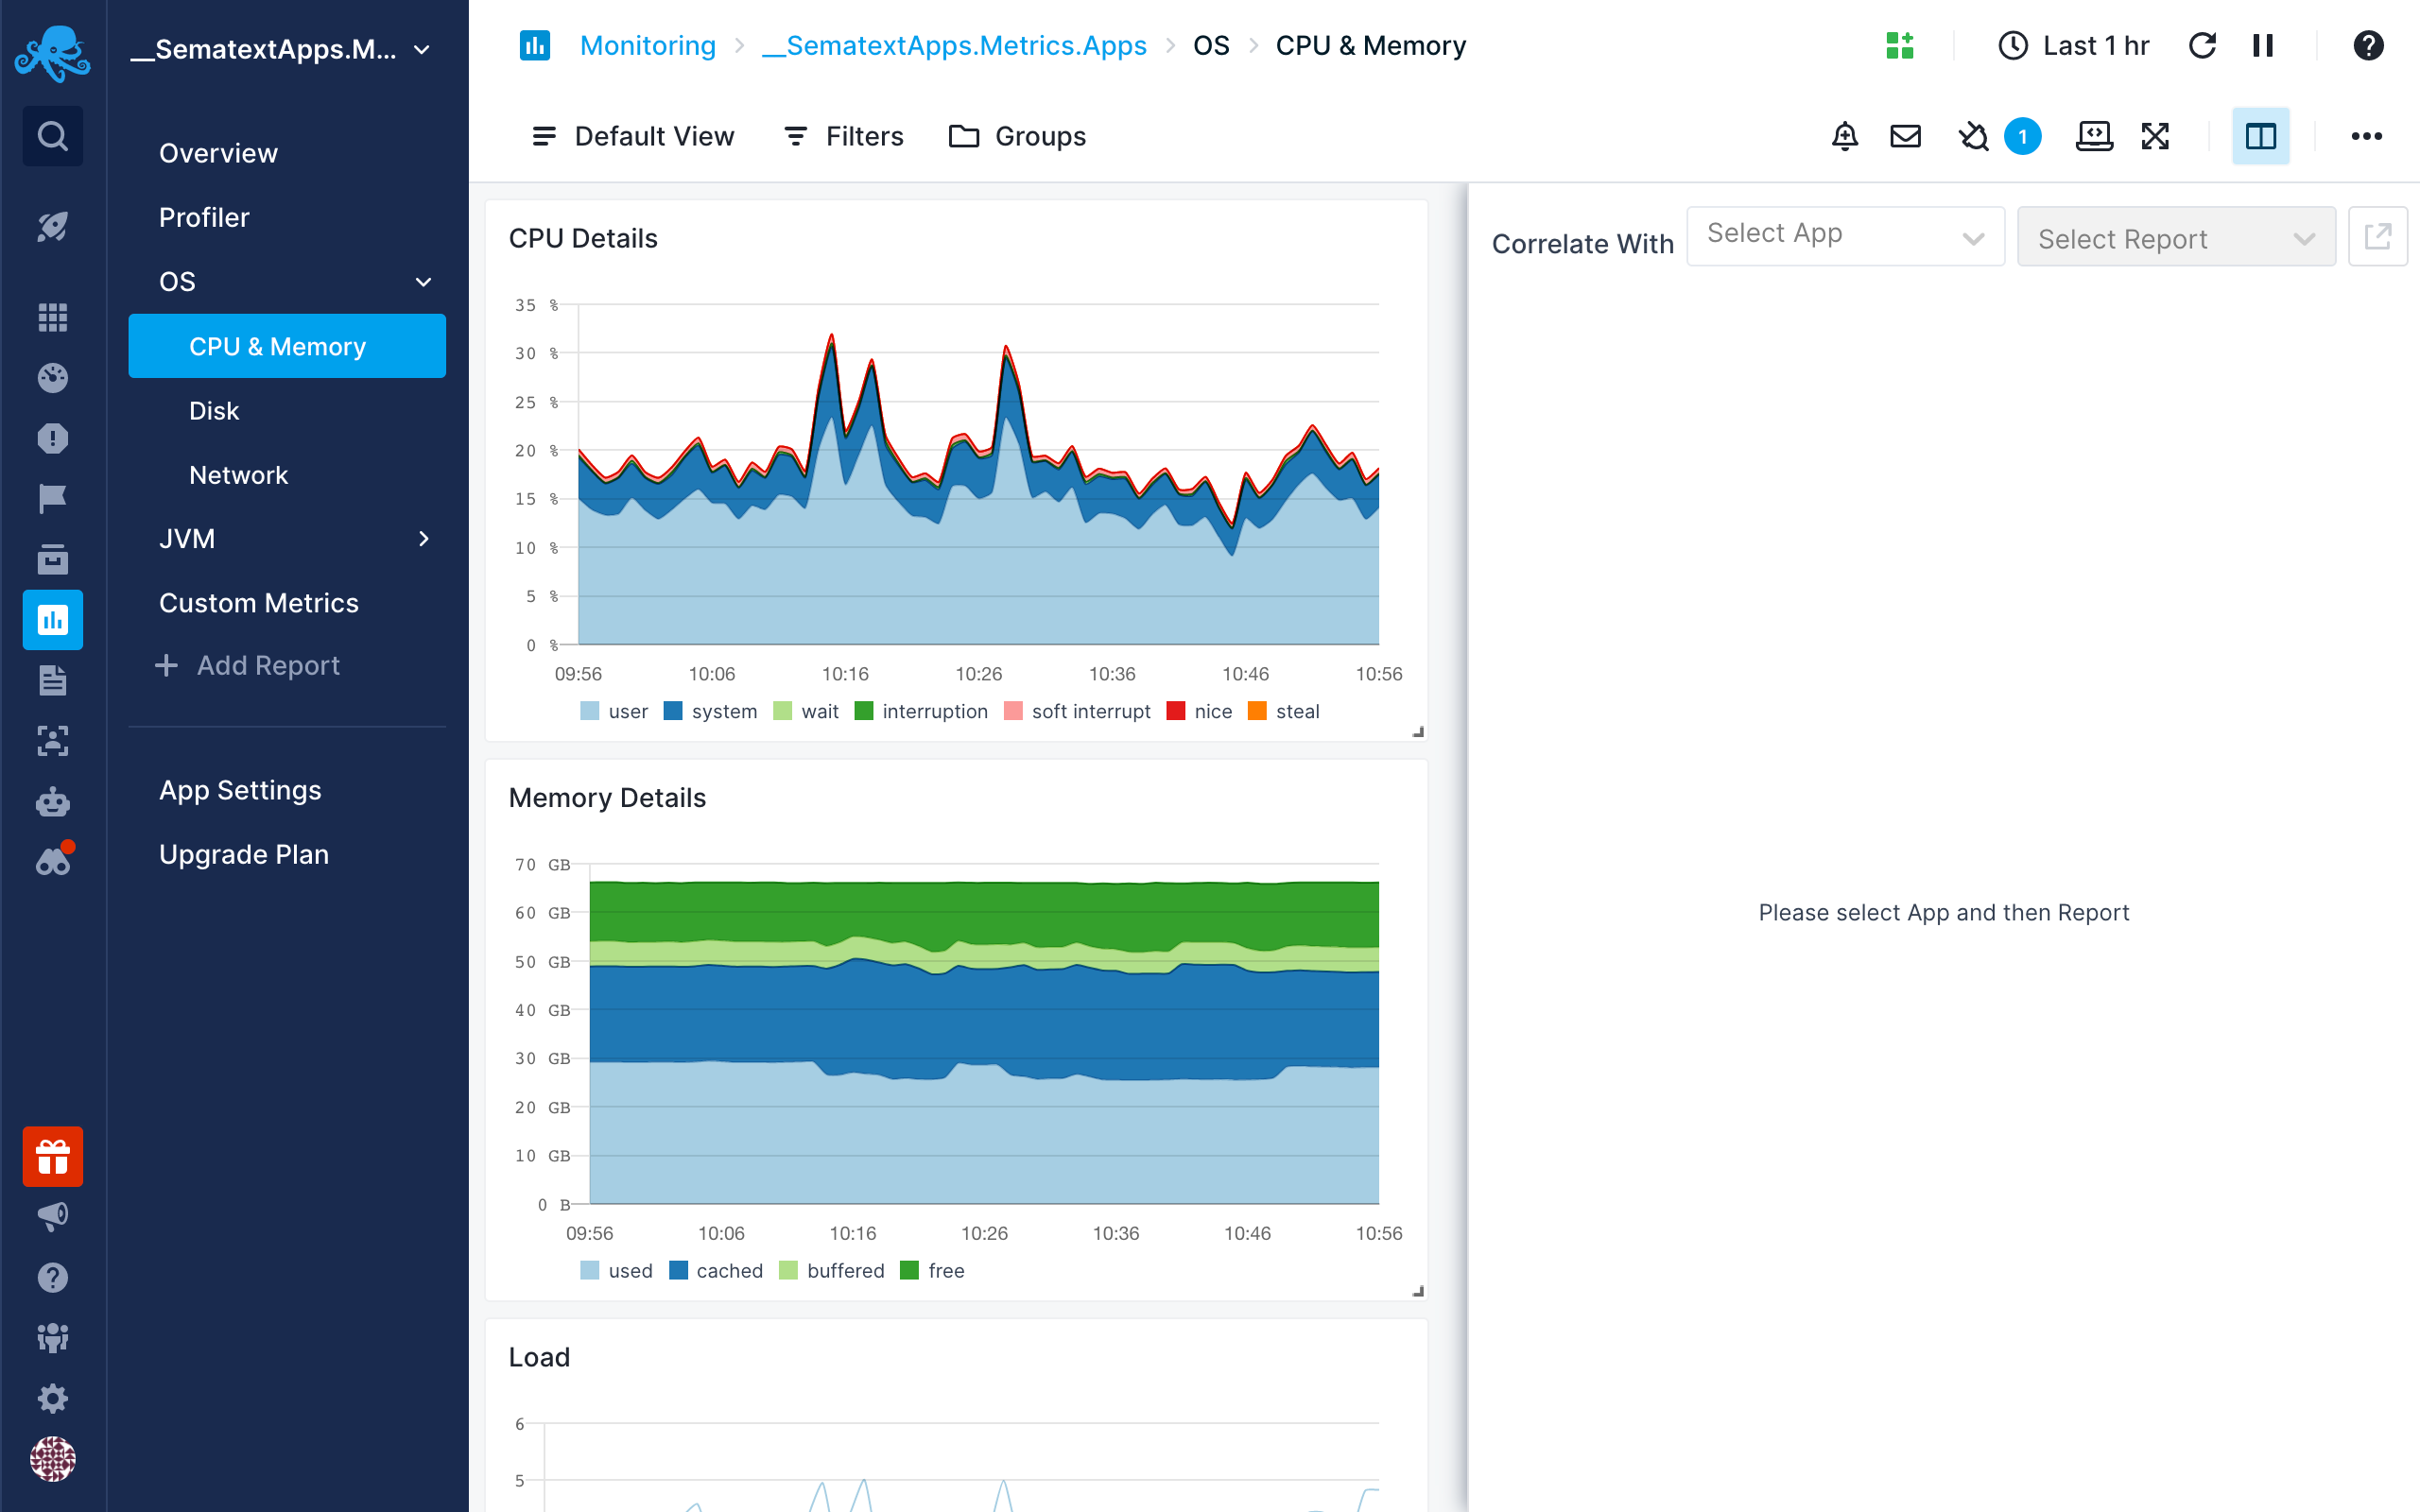 __SematextApps.M...
Overview
Profiler
OS
CPU & Memory
Disk
Network
JVM
Custom Metrics
Add Report
App Settings
Upgrade Plan
Monitoring
__SematextApps.Metrics.Apps
OS
CPU & Memory
Last 1 hr
Default View
Filters
Groups
1
CPU Details
35 %
30 %
25 %
20 %
15 %
10 %
5 %
0 %
09:56 10:06 10:16 10:26 10:36 10:46 10:56
user system wait interruption soft interrupt nice steal
Memory Details
70 GB
60 GB
50 GB
40 GB
30 GB
20 GB
10 GB
0 B
09:56 10:06 10:16 10:26 10:36 10:46 10:56
used cached buffered free
Load
6
5
Correlate With Select App Select Report
Please select App and then Report